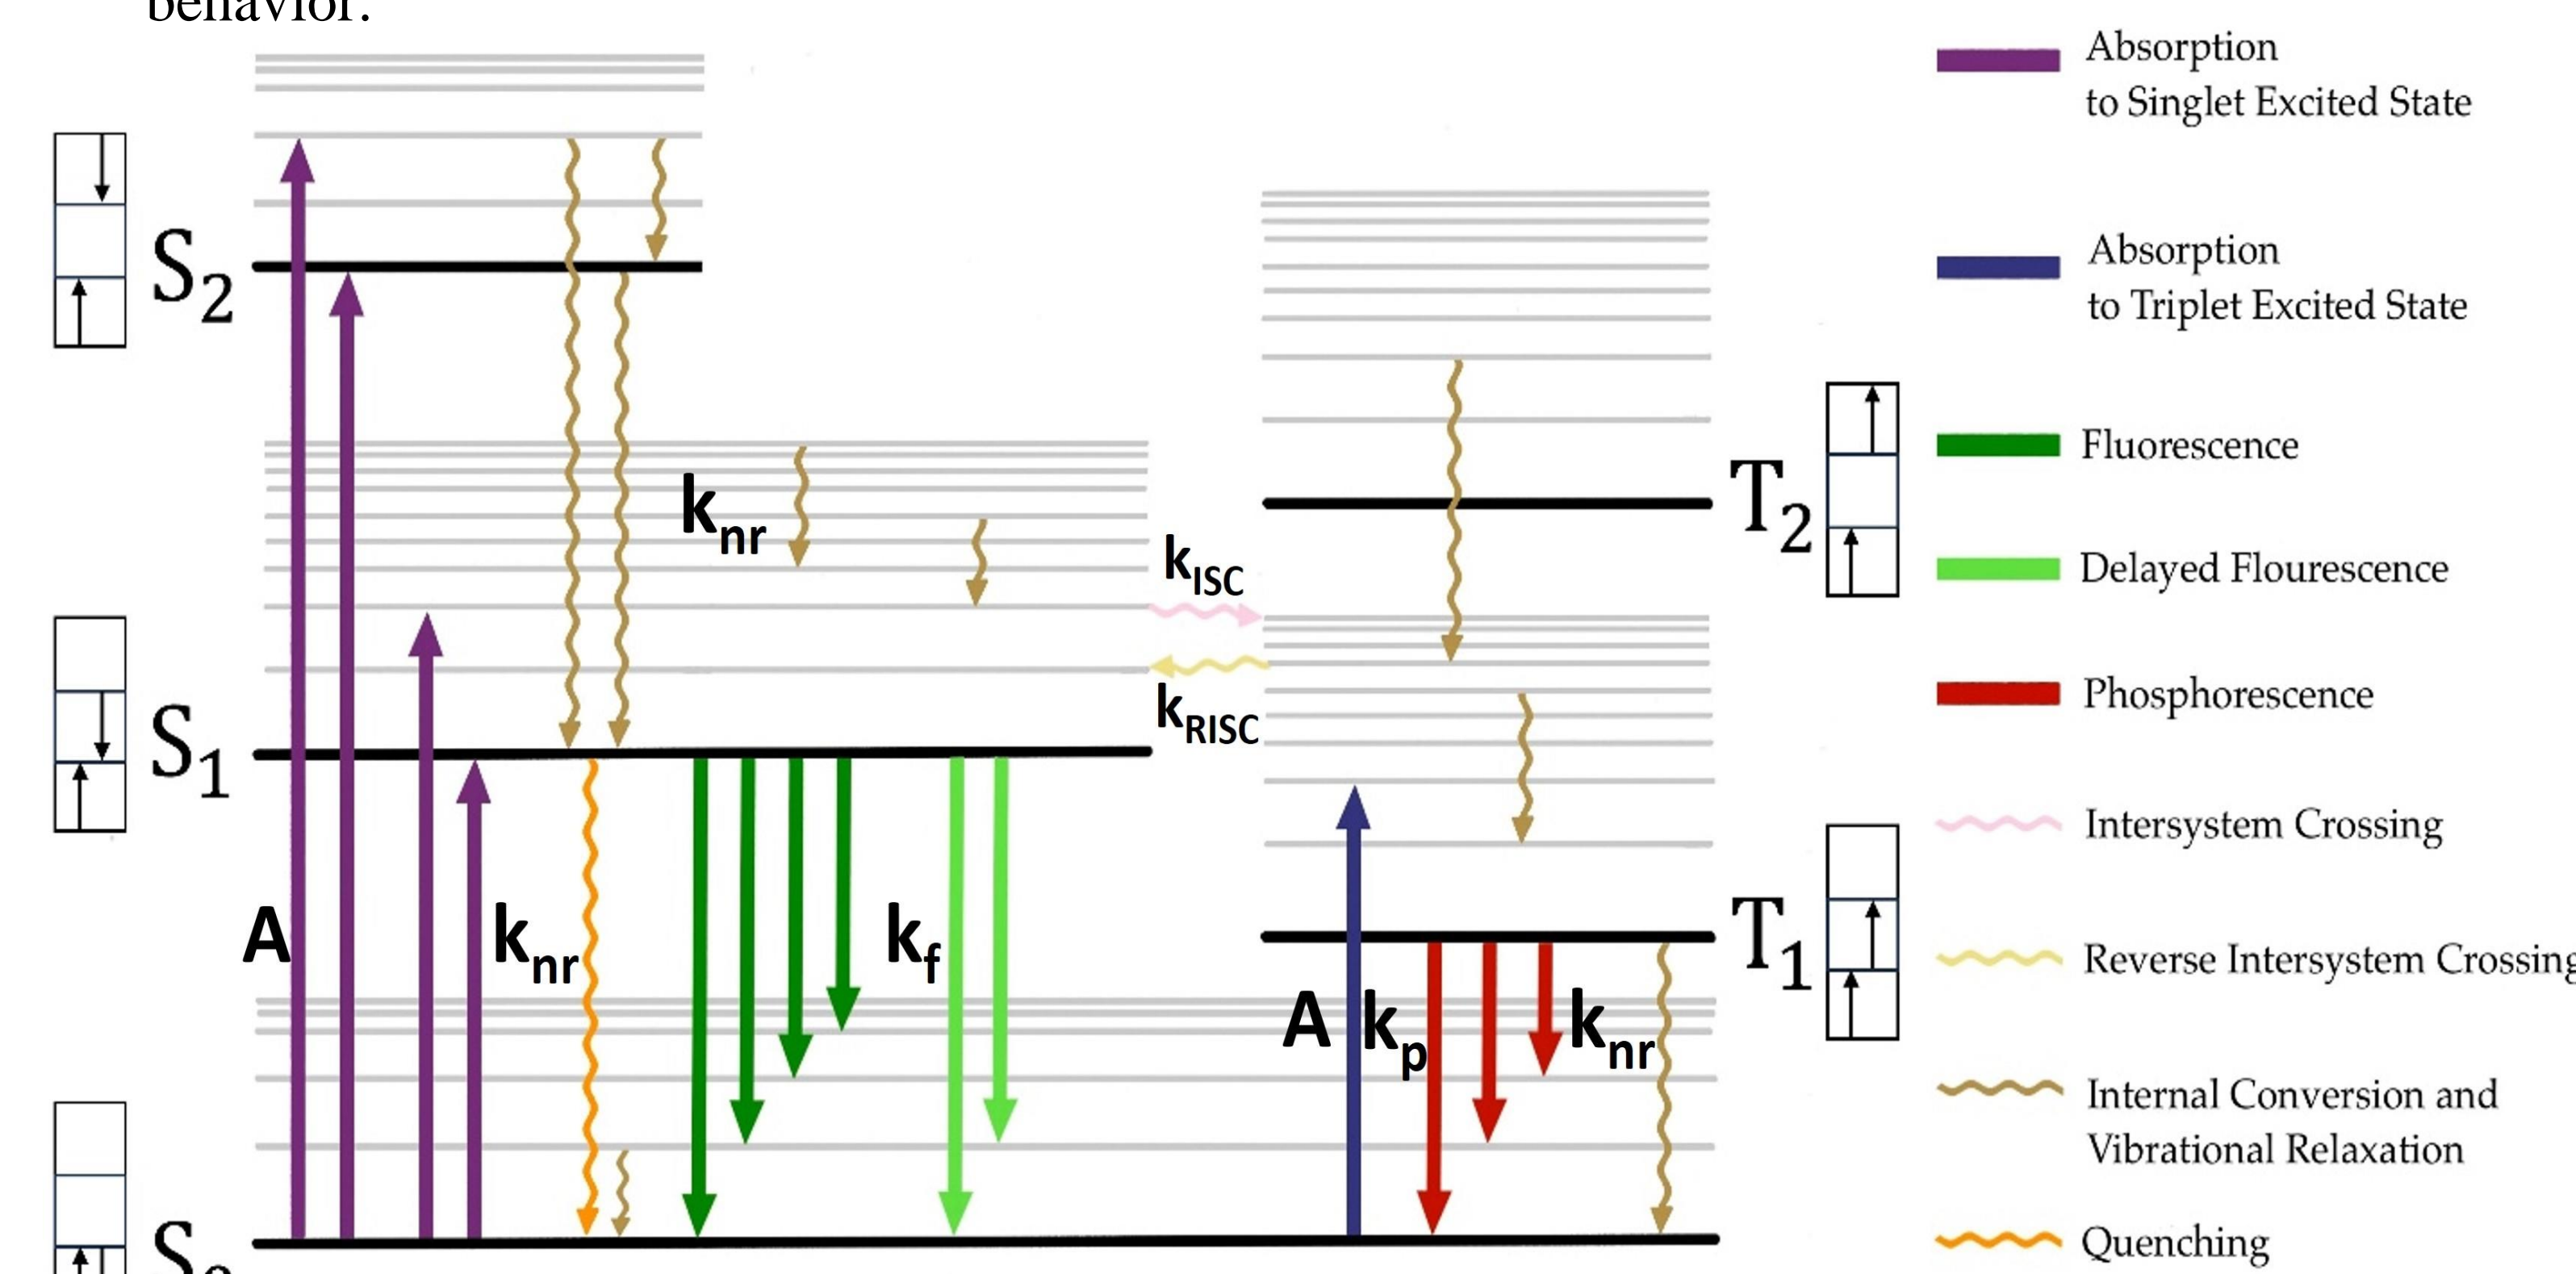 behavior.
Absorption
to Singlet Excited State
S2
Absorption
to Triplet Excited State
Fluorescence
knr
T2
kISC
Delayed Flourescence
kRISC
Phosphorescence
S1
Intersystem Crossing
A
knr
kf
T1
Reverse Intersystem Crossing
A
kp
knr
Internal Conversion and
Vibrational Relaxation
Quenching